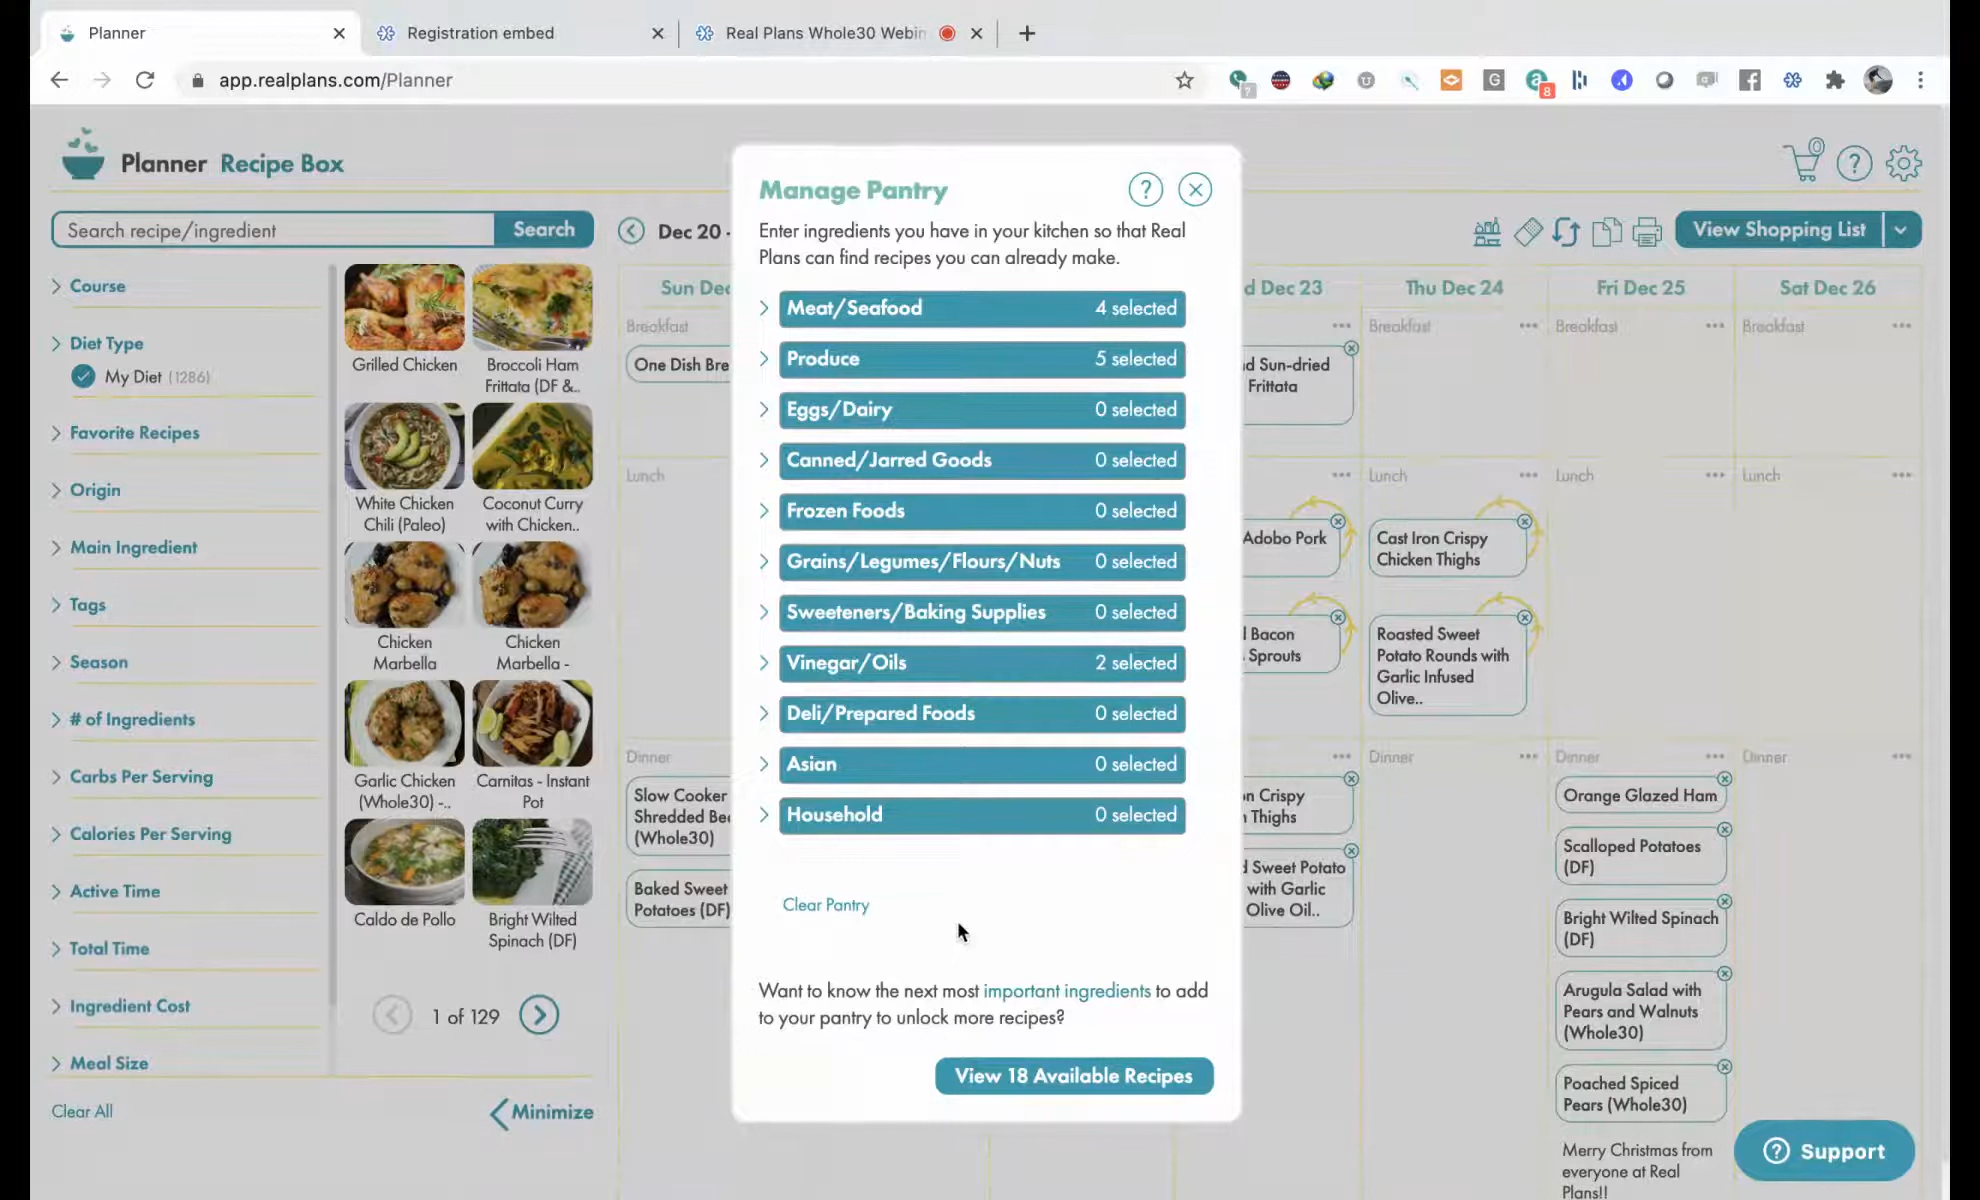 Planner
Registration embed
Real Plans Whole30 Webin
app.realplans.com/Planner
7
G
a
8
Planner Recipe Box
0
?
Search recipe/ingredient
Search
Dec 20 -
View Shopping List
Course
Diet Type
My Diet (1286)
Favorite Recipes
Origin
Main Ingredient
Tags
Season
# of Ingredients
Carbs Per Serving
Calories Per Serving
Active Time
Total Time
Ingredient Cost
Meal Size
Clear All
Minimize
Grilled Chicken
Broccoli Ham
Frittata (DF &..
White Chicken
Chili (Paleo)
Coconut Curry
with Chicken..
Chicken
Marbella
Chicken
Marbella -
Garlic Chicken
(Whole30) -..
Carnitas - Instant
Pot
Caldo de Pollo
Bright Wilted
Spinach (DF)
1 of 129
Sun Dec
Breakfast
One Dish Bre
Lunch
Dinner
Slow Cooker
Shredded Bee
(Whole30)
Baked Sweet
Potatoes (DF)
Manage Pantry
?
Enter ingredients you have in your kitchen so that Real
Plans can find recipes you can already make.
Meat/Seafood 4 selected
Produce 5 selected
Eggs/Dairy 0 selected
Canned/Jarred Goods 0 selected
Frozen Foods 0 selected
Grains/Legumes/Flours/Nuts 0 selected
Sweeteners/Baking Supplies 0 selected
Vinegar/Oils 2 selected
Deli/Prepared Foods 0 selected
Asian 0 selected
Household 0 selected
Clear Pantry
Want to know the next most important ingredients to add
to your pantry to unlock more recipes?
View 18 Available Recipes
d Dec 23
d Sun-dried
Frittata
Adobo Pork
l Bacon
Sprouts
n Crispy
Thighs
d Sweet Potato
with Garlic
Olive Oil..
Thu Dec 24
Breakfast
Lunch
Cast Iron Crispy
Chicken Thighs
Roasted Sweet
Potato Rounds with
Garlic Infused
Olive..
Dinner
Fri Dec 25
Breakfast
Lunch
Dinner
Orange Glazed Ham
Scalloped Potatoes
(DF)
Bright Wilted Spinach
(DF)
Arugula Salad with
Pears and Walnuts
(Whole30)
Poached Spiced
Pears (Whole30)
Merry Christmas from
everyone at Real
Plans!!
Sat Dec 26
Breakfast
Lunch
Dinner
? Support